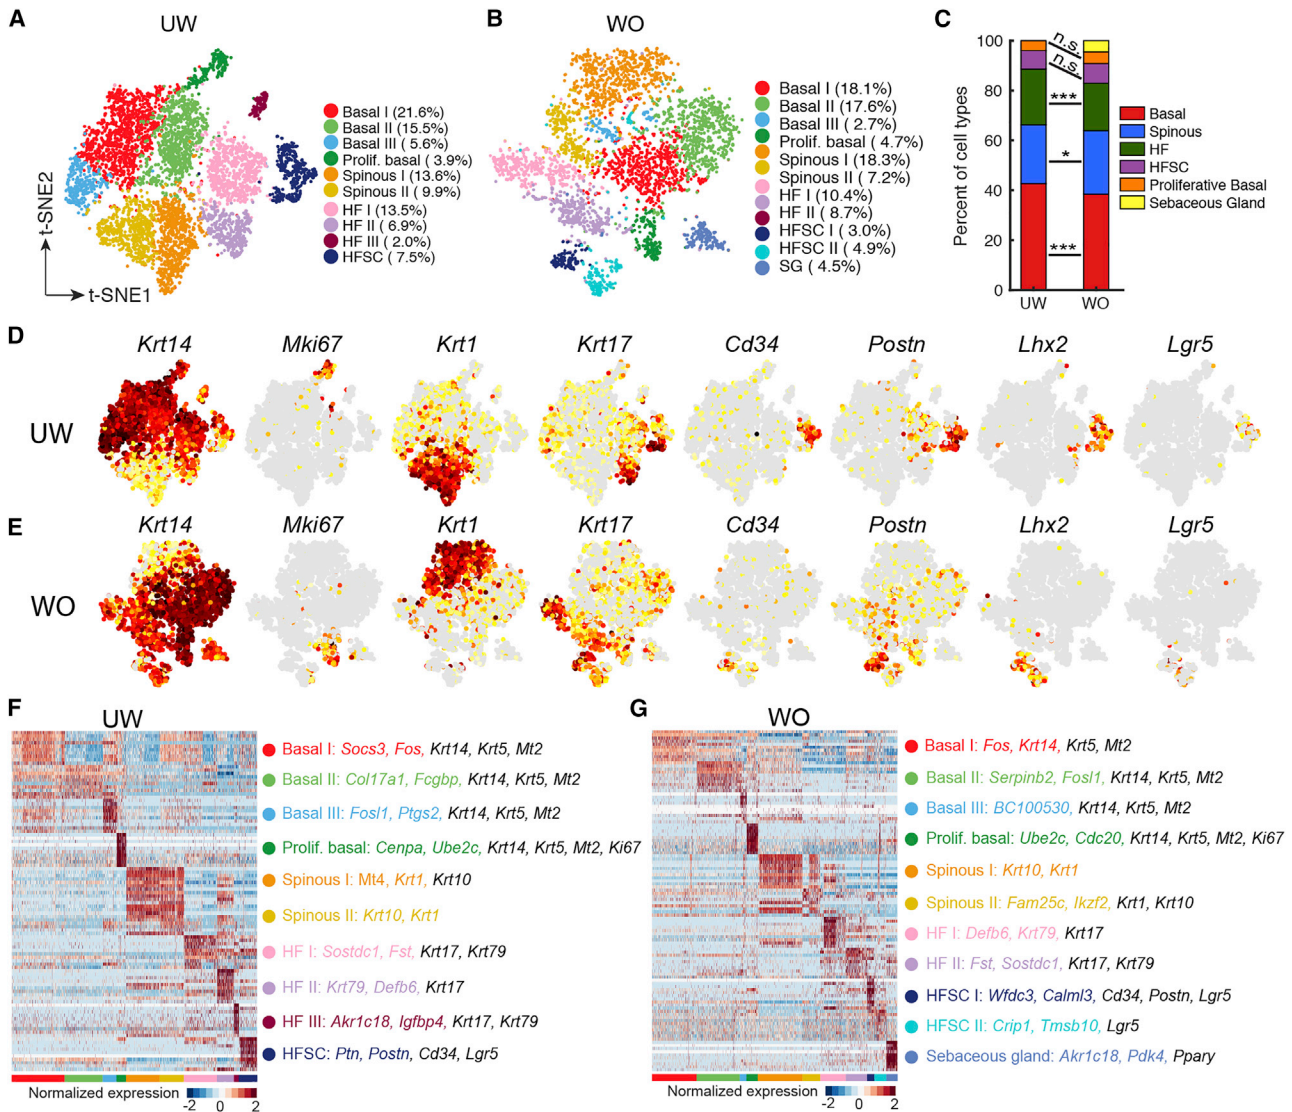 A
UW
t-SNE2
t-SNE1
Basal I (21.6%)
Basal II (15.5%)
Basal III ( 5.6%)
Prolif. basal ( 3.9%)
Spinous I (13.6%)
Spinous II ( 9.9%)
HF I (13.5%)
HF II ( 6.9%)
HF III ( 2.0%)
HFSC ( 7.5%)
B
WO
Basal I (18.1%)
Basal II (17.6%)
Basal III ( 2.7%)
Prolif. basal ( 4.7%)
Spinous I (18.3%)
Spinous II ( 7.2%)
HF I (10.4%)
HF II ( 8.7%)
HFSC I ( 3.0%)
HFSC II ( 4.9%)
SG ( 4.5%)
C
Percent of cell types
100
80
60
40
20
0
n.s.
n.s.
***
*
***
UW WO
Basal
Spinous
HF
HFSC
Proliferative Basal
Sebaceous Gland
D
Krt14 Mki67 Krt1 Krt17 Cd34 Postn Lhx2 Lgr5
UW
E
Krt14 Mki67 Krt1 Krt17 Cd34 Postn Lhx2 Lgr5
WO
F
UW
Basal I: Socs3, Fos, Krt14, Krt5, Mt2
Basal II: Col17a1, Fcgbp, Krt14, Krt5, Mt2
Basal III: Fosl1, Ptgs2, Krt14, Krt5, Mt2
Prolif. basal: Cenpa, Ube2c, Krt14, Krt5, Mt2, Ki67
Spinous I: Mt4, Krt1, Krt10
Spinous II: Krt10, Krt1
HF I: Sostdc1, Fst, Krt17, Krt79
HF II: Krt79, Defb6, Krt17
HF III: Akr1c18, Igfbp4, Krt17, Krt79
HFSC: Ptn, Postn, Cd34, Lgr5
Normalized expression
-2 0 2
G
WO
Basal I: Fos, Krt14, Krt5, Mt2
Basal II: Serpinb2, Fosl1, Krt14, Krt5, Mt2
Basal III: BC100530, Krt14, Krt5, Mt2
Prolif. basal: Ube2c, Cdc20, Krt14, Krt5, Mt2, Ki67
Spinous I: Krt10, Krt1
Spinous II: Fam25c, Ikzf2, Krt1, Krt10
HF I: Defb6, Krt79, Krt17
HF II: Fst, Sostdc1, Krt17, Krt79
HFSC I: Wfdc3, Calml3, Cd34, Postn, Lgr5
HFSC II: Crip1, Tmsb10, Lgr5
Sebaceous gland: Akr1c18, Pdk4, Ppary
Normalized expression
-2 0 2